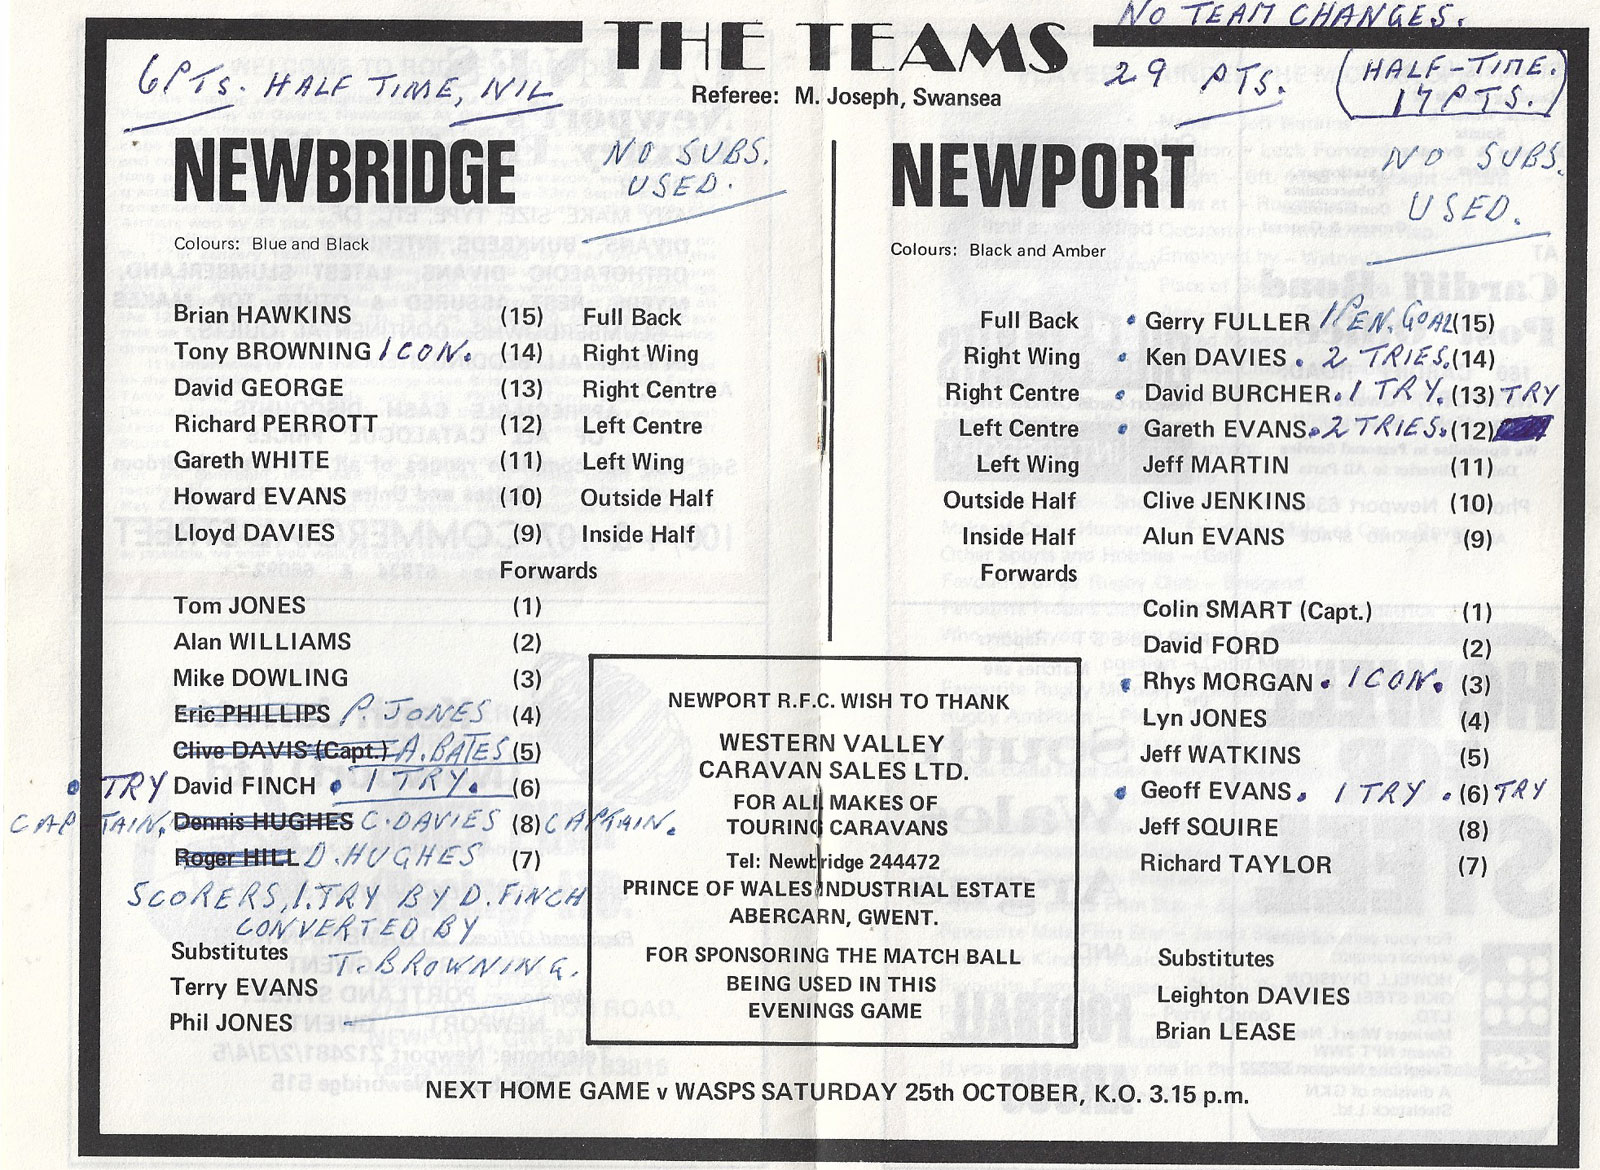 NO TEAM CHANGES.
THE TEAMS
6 PTS. HALF TIME, NIL
Referee: M. Joseph, Swansea
29 PTS. (HALF-TIME. 17 PTS.)
NEWBRIDGE
NO SUBS. USED.
Colours: Blue and Black
Brian HAWKINS (15) Full Back
Tony BROWNING 1 CON. (14) Right Wing
David GEORGE (13) Right Centre
Richard PERROTT (12) Left Centre
Gareth WHITE (11) Left Wing
Howard EVANS (10) Outside Half
Lloyd DAVIES (9) Inside Half
Forwards
Tom JONES (1)
Alan WILLIAMS (2)
Mike DOWLING (3)
Eric PHILLIPS P. JONES (4)
Clive DAVIS (Capt.) A. BATES (5)
• TRY David FINCH • 1 TRY. (6)
CAPTAIN. Dennis HUGHES C. DAVIES (8) CAPTAIN.
Roger HILL D. HUGHES (7)
SCORERS, 1. TRY BY D. FINCH
CONVERTED BY
T. BROWNING.
Substitutes
Terry EVANS
Phil JONES
NEWPORT
NO SUBS. USED.
Colours: Black and Amber
Full Back • Gerry FULLER 1 PEN. GOAL (15)
Right Wing • Ken DAVIES . 2 TRIES. (14)
Right Centre • David BURCHER. 1 TRY. (13) TRY
Left Centre • Gareth EVANS. 2 TRIES. (12)
Left Wing Jeff MARTIN (11)
Outside Half Clive JENKINS (10)
Inside Half Alun EVANS (9)
Forwards
Colin SMART (Capt.) (1)
David FORD (2)
• Rhys MORGAN • 1 CON. (3)
Lyn JONES (4)
Jeff WATKINS (5)
• Geoff EVANS. 1 TRY . (6) TRY
Jeff SQUIRE (8)
Richard TAYLOR (7)
Substitutes
Leighton DAVIES
Brian LEASE
NEWPORT R.F.C. WISH TO THANK
WESTERN VALLEY
CARAVAN SALES LTD.
FOR ALL MAKES OF
TOURING CARAVANS
Tel: Newbridge 244472
PRINCE OF WALES INDUSTRIAL ESTATE
ABERCARN, GWENT.
FOR SPONSORING THE MATCH BALL
BEING USED IN THIS
EVENINGS GAME
NEXT HOME GAME v WASPS SATURDAY 25th OCTOBER, K.O. 3.15 p.m.